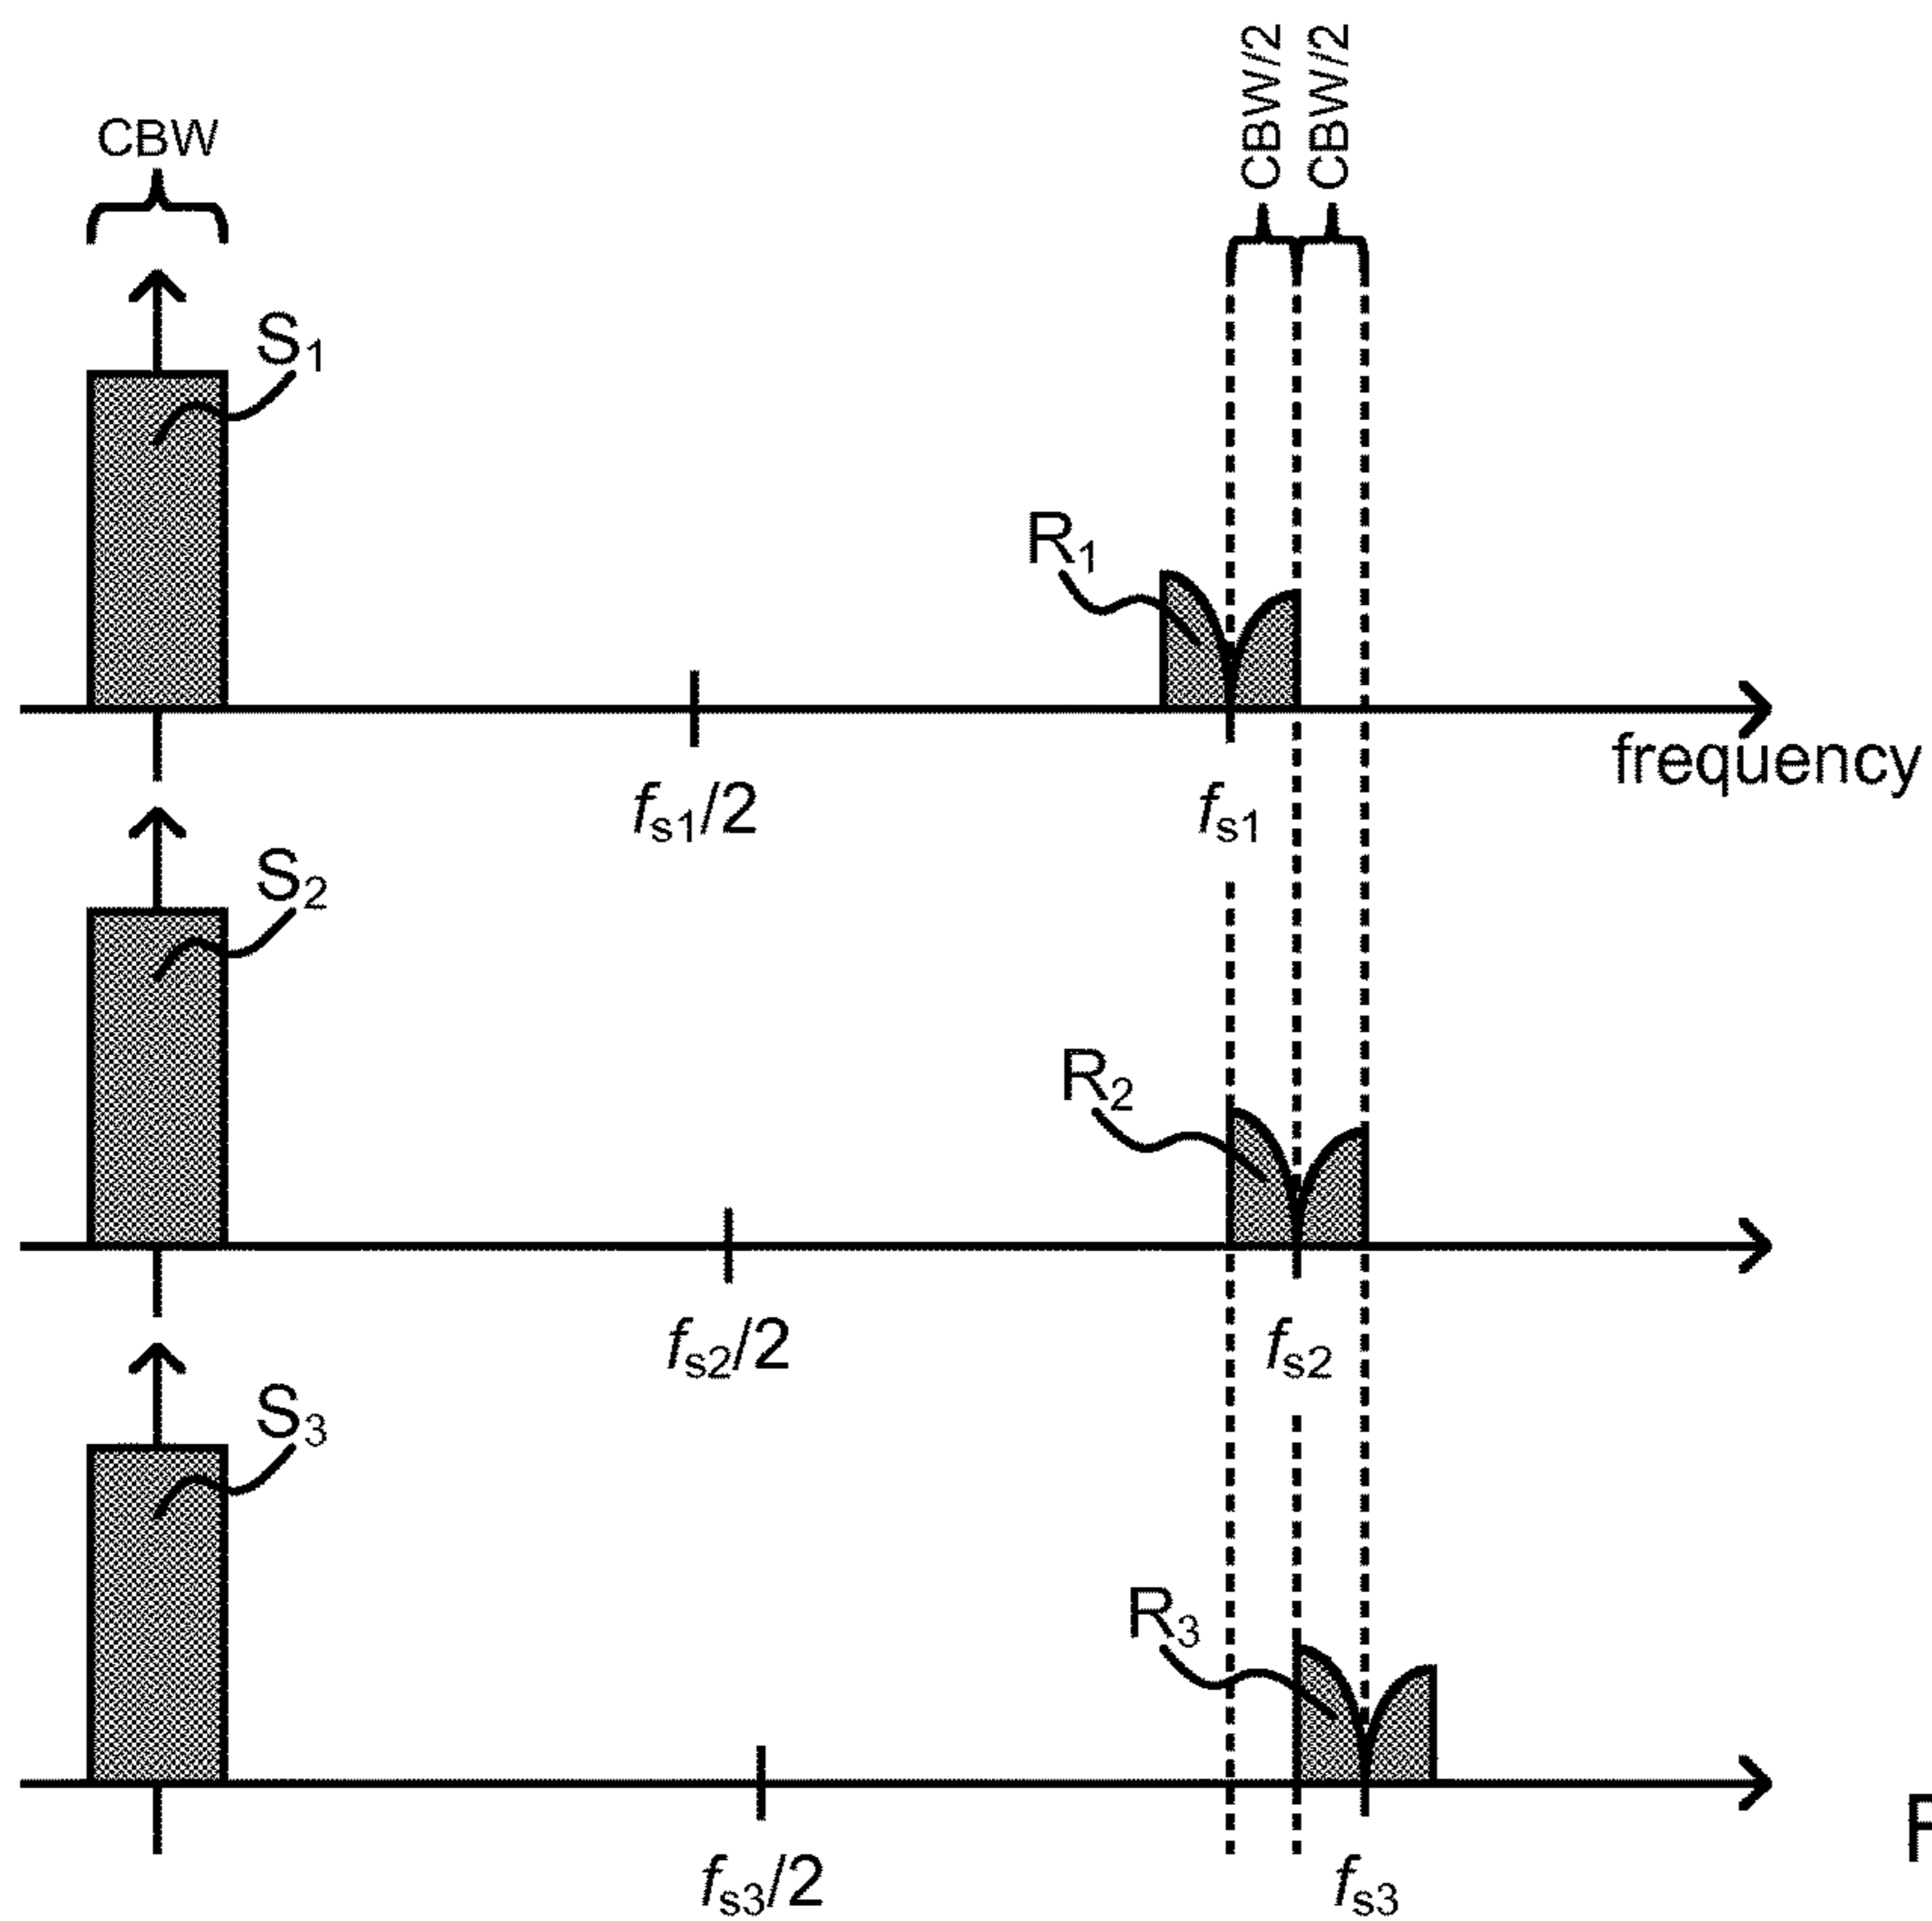 CBW
CBW/2
CBW/2
S1
R1
frequency
fs1/2
fs1
S2
R2
fs2/2
fs2
S3
R3
fs3/2
fs3